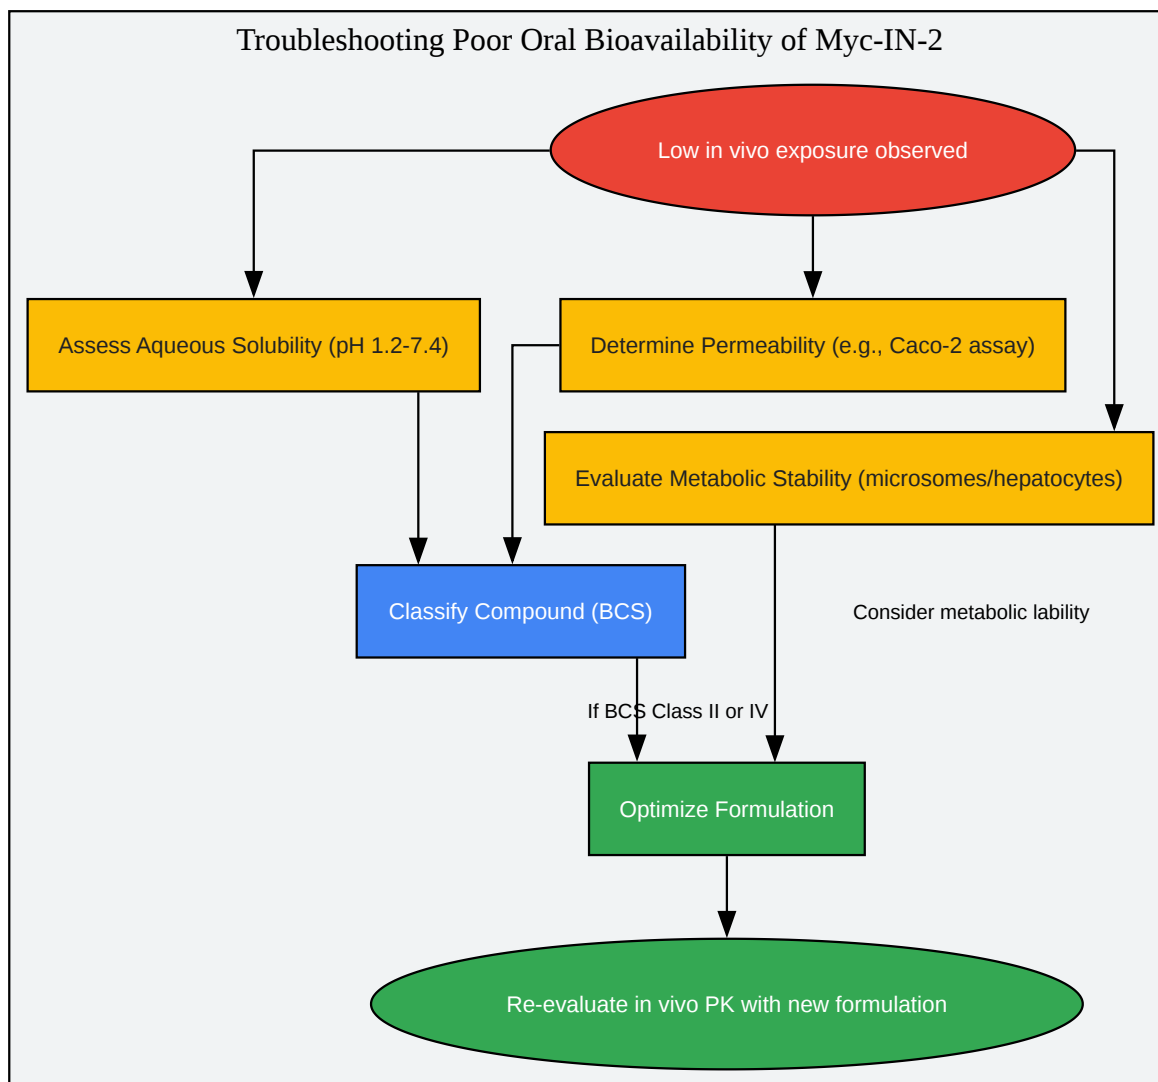 Troubleshooting Poor Oral Bioavailability of Myc-IN-2
Low in vivo exposure observed
Assess Aqueous Solubility (pH 1.2-7.4)
Determine Permeability (e.g., Caco-2 assay)
Evaluate Metabolic Stability (microsomes/hepatocytes)
Classify Compound (BCS)
Consider metabolic lability
If BCS Class II or IV
Optimize Formulation
Re-evaluate in vivo PK with new formulation